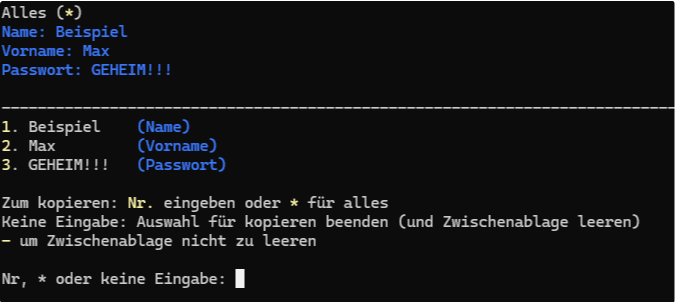 Alles (*)
Name: Beispiel
Vorname: Max
Passwort: GEHEIM!!!
1. Beispiel (Name)
2. Max (Vorname)
3. GEHEIM!!! (Passwort)
Zum kopieren: Nr. eingeben oder * für alles
Keine Eingabe: Auswahl für kopieren beenden (und Zwischenablage leeren)
- um Zwischenablage nicht zu leeren
Nr, * oder keine Eingabe: